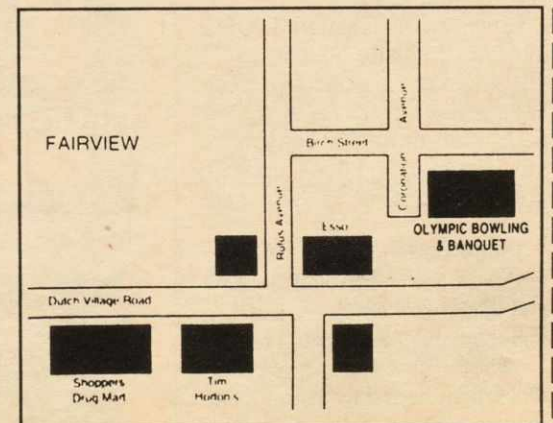 FAIRVIEW
Birch Street
Avenue
Coronation
Rufus Avenue
Esso
OLYMPIC BOWLING
& BANQUET
Dutch Village Road
Shoppers
Drug Mart
Tim
Horton's